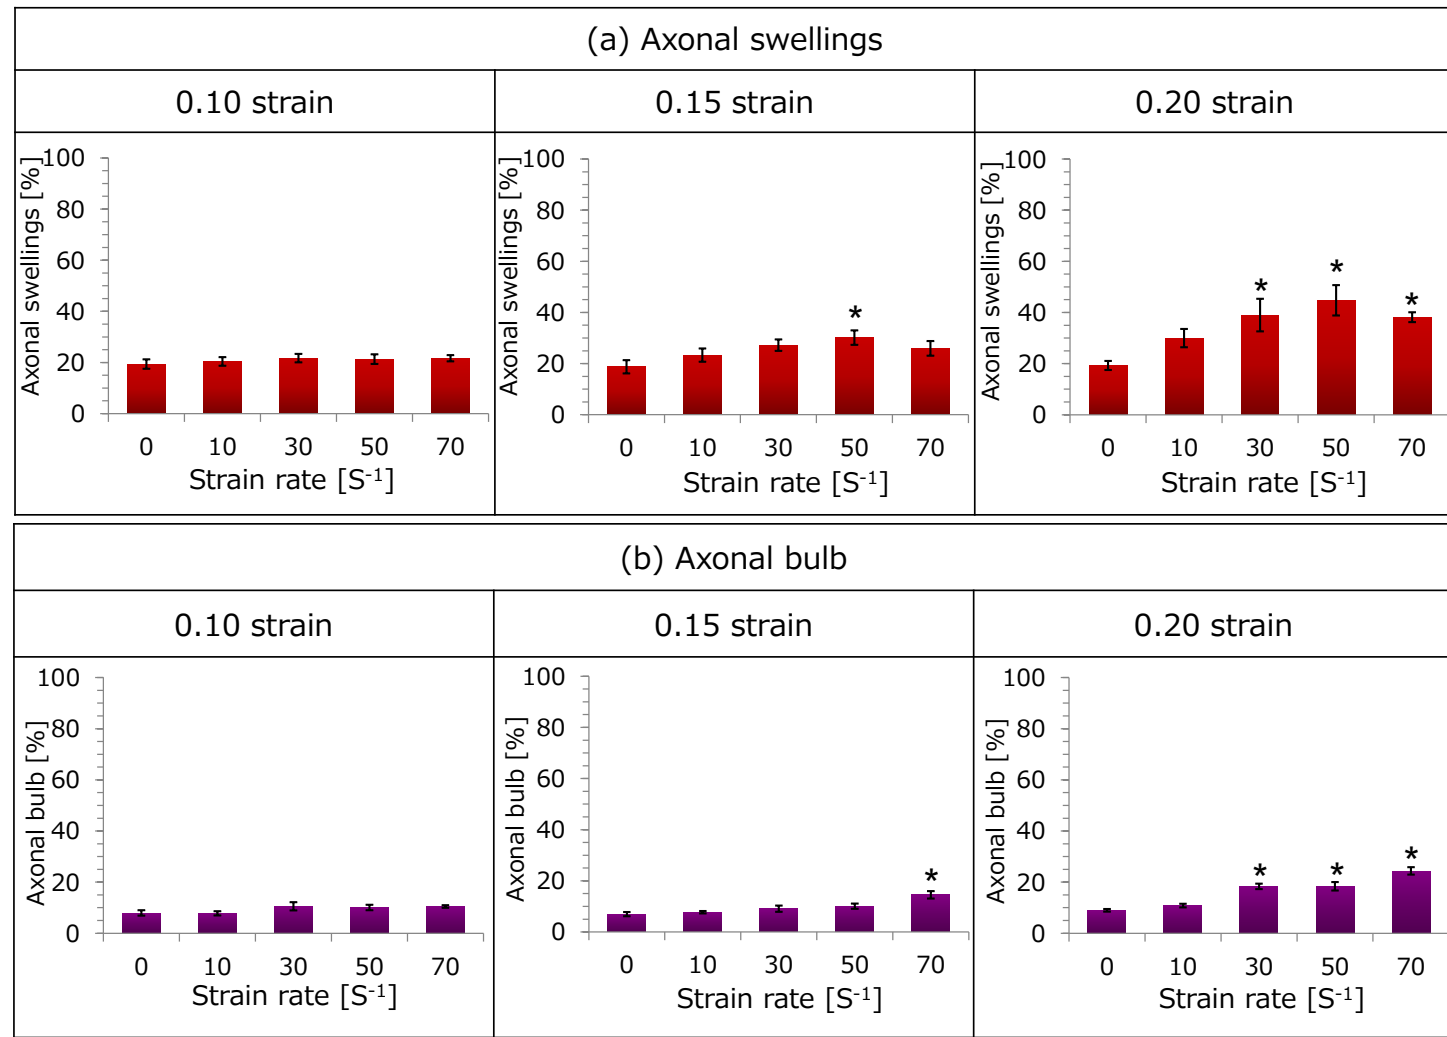 (a) Axonal swellings
0.10 strain
0.15 strain
0.20 strain
Axonal swellings [%]
100
80
60
40
20
0
0 10 30 50 70
Strain rate [S-1]
Axonal swellings [%]
100
80
60
40
20
0
*
0 10 30 50 70
Strain rate [S-1]
Axonal swellings [%]
100
80
60
40
20
0
* * *
0 10 30 50 70
Strain rate [S-1]
(b) Axonal bulb
0.10 strain
0.15 strain
0.20 strain
Axonal bulb [%]
100
80
60
40
20
0
0 10 30 50 70
Strain rate [S-1]
Axonal bulb [%]
100
80
60
40
20
0
*
0 10 30 50 70
Strain rate [S-1]
Axonal bulb [%]
100
80
60
40
20
0
* * *
0 10 30 50 70
Strain rate [S-1]